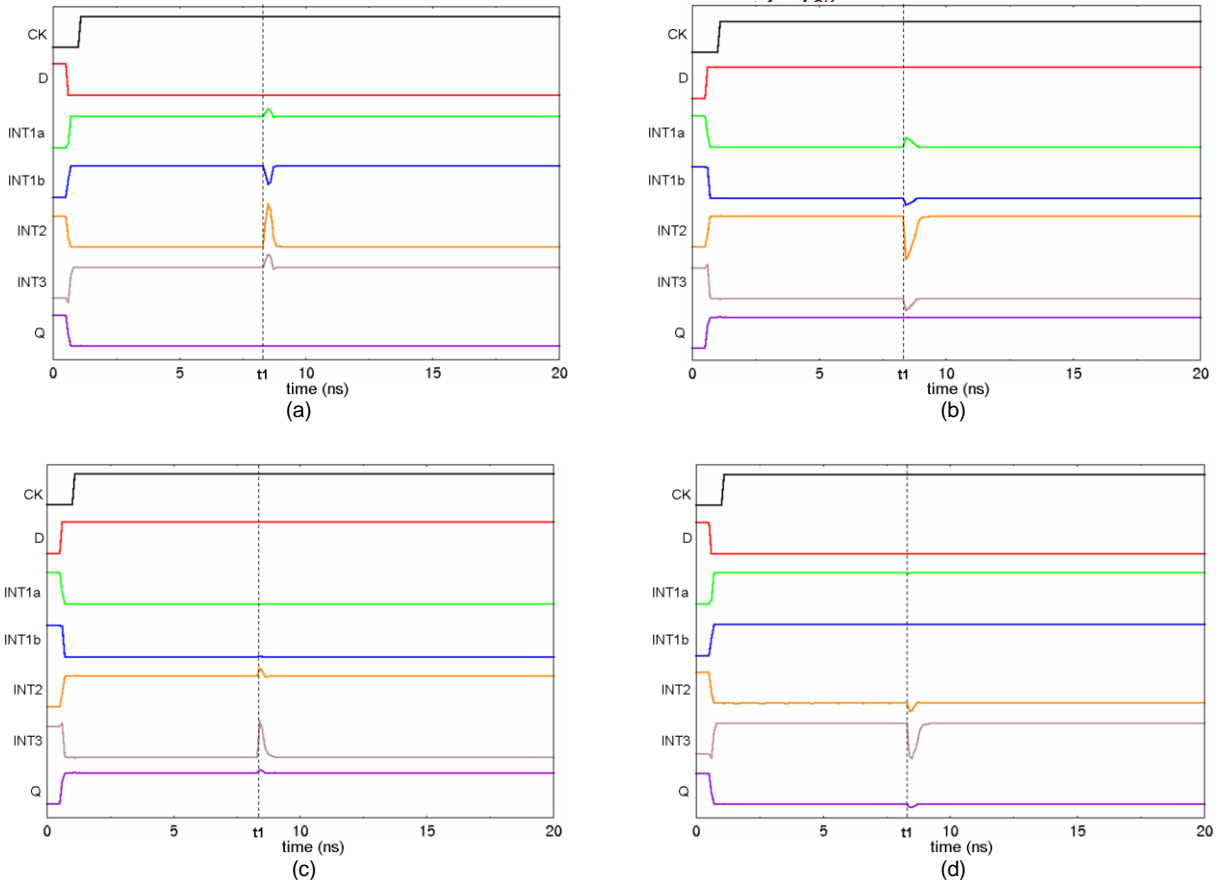 CK
D
INT1a
INT1b
INT2
INT3
Q
0 5 t1 10 15 20
time (ns)
(a)
CK
D
INT1a
INT1b
INT2
INT3
Q
0 5 t1 10 15 20
time (ns)
(b)
CK
D
INT1a
INT1b
INT2
INT3
Q
0 5 t1 10 15 20
time (ns)
(c)
CK
D
INT1a
INT1b
INT2
INT3
Q
0 5 t1 10 15 20
time (ns)
(d)